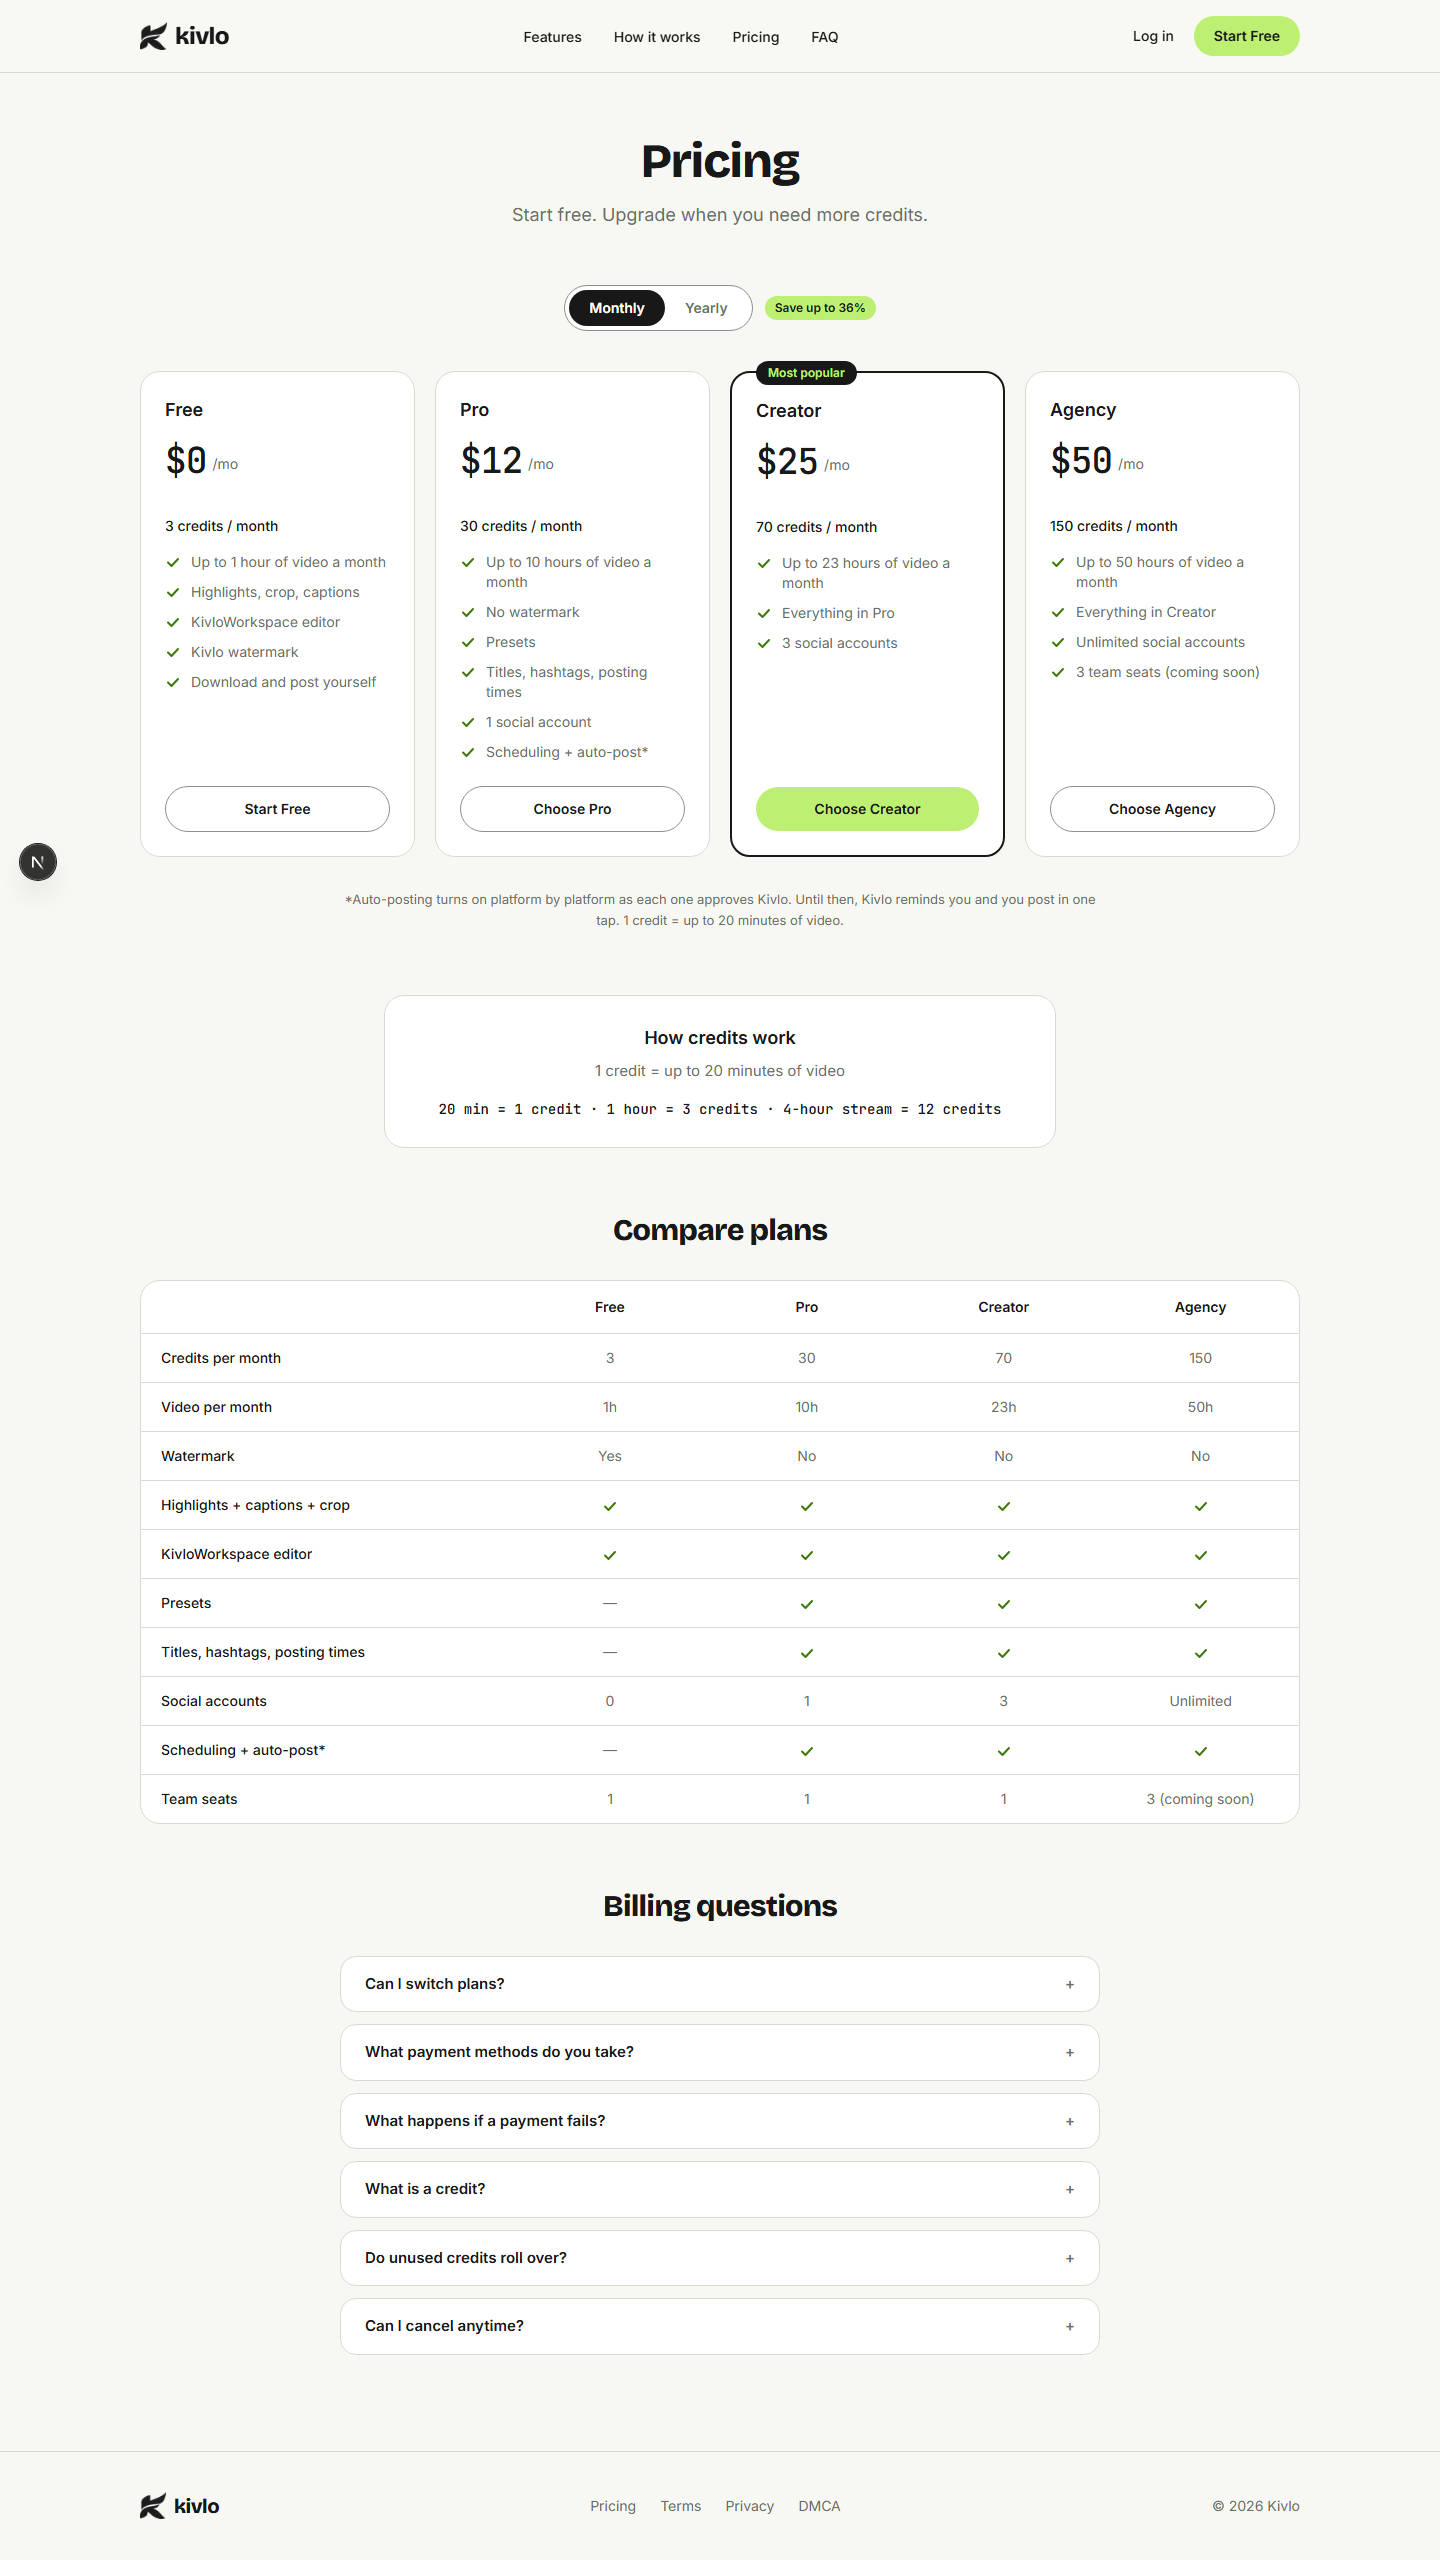 kivlo
Features How it works Pricing FAQ
Log in Start Free
Pricing
Start free. Upgrade when you need more credits.
Monthly Yearly Save up to 36%
Free
$0 /mo
3 credits / month
Up to 1 hour of video a month
Highlights, crop, captions
KivloWorkspace editor
Kivlo watermark
Download and post yourself
Start Free
Pro
$12 /mo
30 credits / month
Up to 10 hours of video a
month
No watermark
Presets
Titles, hashtags, posting
times
1 social account
Scheduling + auto-post*
Choose Pro
Most popular
Creator
$25 /mo
70 credits / month
Up to 23 hours of video a
month
Everything in Pro
3 social accounts
Choose Creator
Agency
$50 /mo
150 credits / month
Up to 50 hours of video a
month
Everything in Creator
Unlimited social accounts
3 team seats (coming soon)
Choose Agency
N
*Auto-posting turns on platform by platform as each one approves Kivlo. Until then, Kivlo reminds you and you post in one
tap. 1 credit = up to 20 minutes of video.
How credits work
1 credit = up to 20 minutes of video
20 min = 1 credit · 1 hour = 3 credits · 4-hour stream = 12 credits
Compare plans
Free Pro Creator Agency
Credits per month 3 30 70 150
Video per month 1h 10h 23h 50h
Watermark Yes No No No
Highlights + captions + crop
KivloWorkspace editor
Presets —
Titles, hashtags, posting times —
Social accounts 0 1 3 Unlimited
Scheduling + auto-post* —
Team seats 1 1 1 3 (coming soon)
Billing questions
Can I switch plans? +
What payment methods do you take? +
What happens if a payment fails? +
What is a credit? +
Do unused credits roll over? +
Can I cancel anytime? +
kivlo
Pricing Terms Privacy DMCA
© 2026 Kivlo